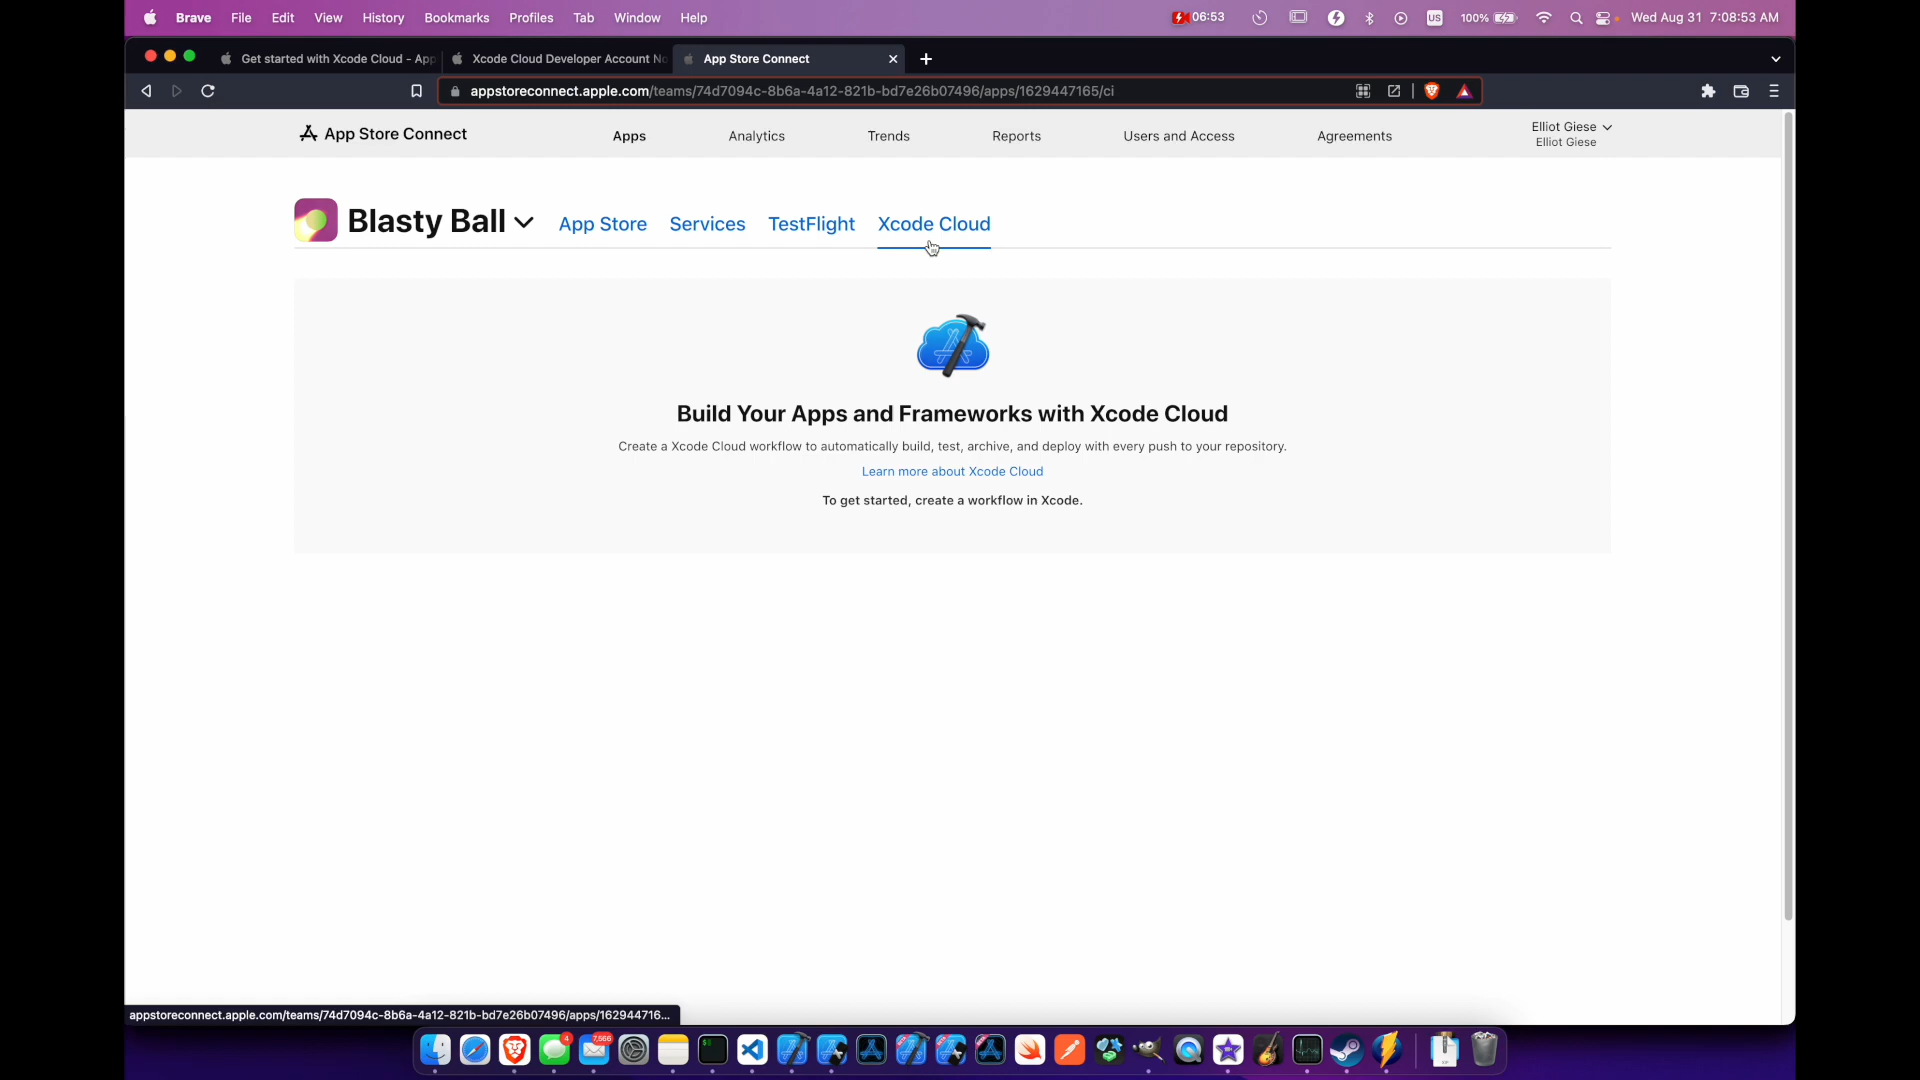 Brave File Edit View History Bookmarks Profiles Tab Window Help 06:53 US 100% Wed Aug 31 7:08:53 AM
Get started with Xcode Cloud - App Xcode Cloud Developer Account No App Store Connect
appstoreconnect.apple.com/teams/74d7094c-8b6a-4a12-821b-bd7e26b07496/apps/1629447165/ci
App Store Connect Apps Analytics Trends Reports Users and Access Agreements Elliot Giese
Elliot Giese
Blasty Ball App Store Services TestFlight Xcode Cloud
Build Your Apps and Frameworks with Xcode Cloud
Create a Xcode Cloud workflow to automatically build, test, archive, and deploy with every push to your repository.
Learn more about Xcode Cloud
To get started, create a workflow in Xcode.
appstoreconnect.apple.com/teams/74d7094c-8b6a-4a12-821b-bd7e26b07496/apps/162944716...
4 7,566